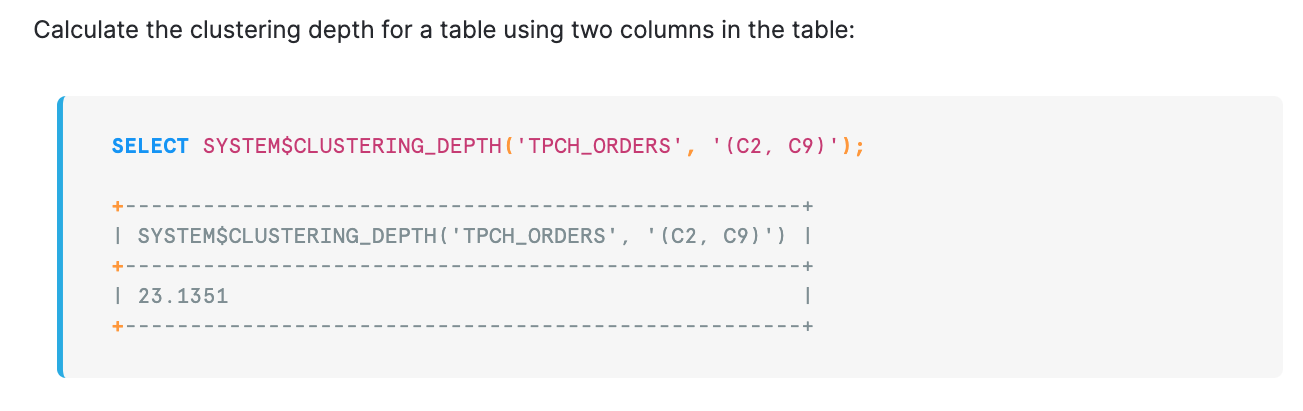 Calculate the clustering depth for a table using two columns in the table:
SELECT SYSTEM$CLUSTERING_DEPTH('TPCH_ORDERS', '(C2, C9)');
+----------------------------------------------------+
| SYSTEM$CLUSTERING_DEPTH('TPCH_ORDERS', '(C2, C9)') |
+----------------------------------------------------+
| 23.1351                                            |
+----------------------------------------------------+